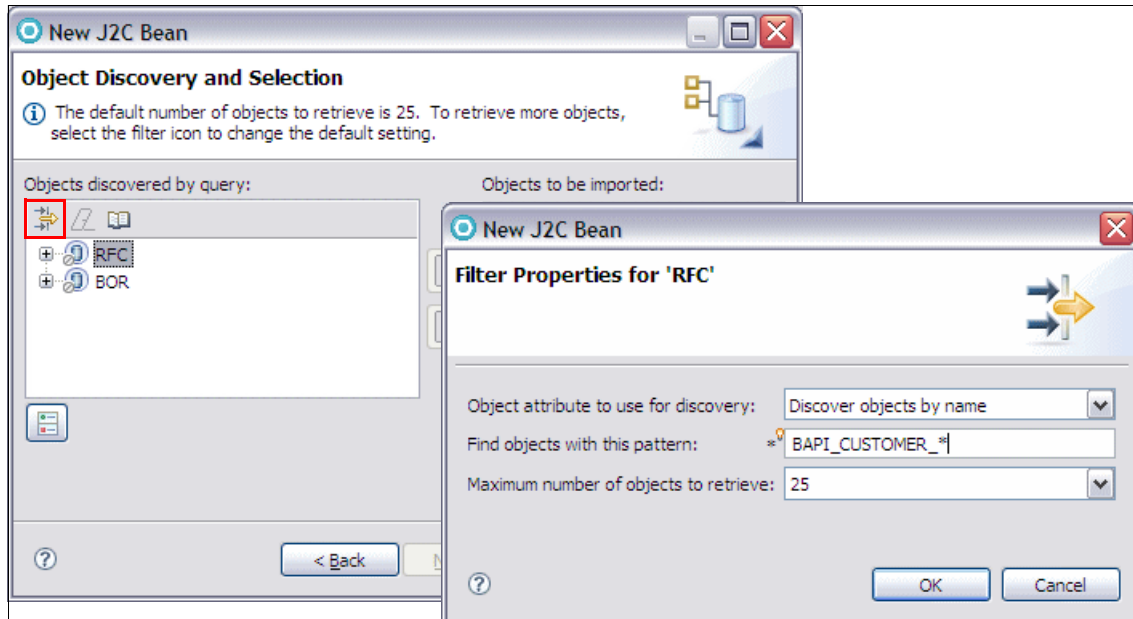 New J2C Bean
Object Discovery and Selection
The default number of objects to retrieve is 25. To retrieve more objects,
select the filter icon to change the default setting.
Objects discovered by query:
Objects to be imported:
RFC
BOR
< Back
N
New J2C Bean
Filter Properties for 'RFC'
Object attribute to use for discovery: Discover objects by name
Find objects with this pattern: * BAPI_CUSTOMER_*
Maximum number of objects to retrieve: 25
OK Cancel